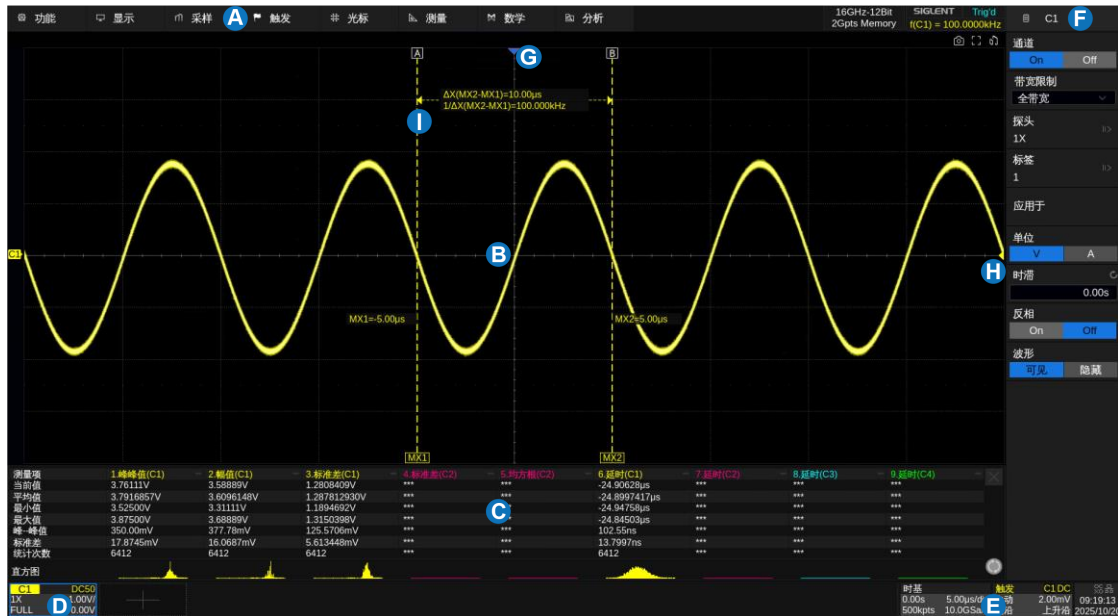 功能 显示 采样 A 触发 光标 测量 数学 分析
16GHz-12Bit
2Gpts Memory
SIGLENT Trig'd
f(C1) = 100.0000kHz
C1 F
A G B
ΔX(MX2-MX1)=10.00μs
1/ΔX(MX2-MX1)=100.000kHz
I
C1
B
H
MX1=-5.00μs
MX2=5.00μs
MX1 MX2
通道
On Off
带宽限制
全带宽
探头
1X
标签
1
应用于
单位
V A
时滞
0.00s
反相
On Off
波形
可见 隐藏
测量项 1.峰峰值(C1) 2.幅值(C1) 3.标准差(C1) 4.标准差(C2) 5.均方根(C2) 6.延时(C1) 7.延时(C2) 8.延时(C3) 9.延时(C4)
当前值 3.76111V 3.58889V 1.2808409V *** *** -24.90628μs *** *** ***
平均值 3.7916857V 3.6096148V 1.287812930V *** *** -24.8997417μs *** *** ***
最小值 3.52500V 3.31111V 1.1894692V *** *** -24.94758μs *** *** ***
最大值 3.87500V 3.68889V 1.3150398V *** C *** -24.84503μs *** *** ***
峰-峰值 350.00mV 377.78mV 125.5706mV *** *** 102.55ns *** *** ***
标准差 17.8745mV 16.0687mV 5.613448mV *** *** 13.7997ns *** *** ***
统计次数 6412 6412 6412 *** *** 6412 *** *** ***
直方图
C1 DC50
1X 1.00V/
FULL D 0.00V
时基
0.00s 5.00μs/
500kpts 10.0GSa/
E
触发 C1 DC
2.00mV
上升沿
09:19:13